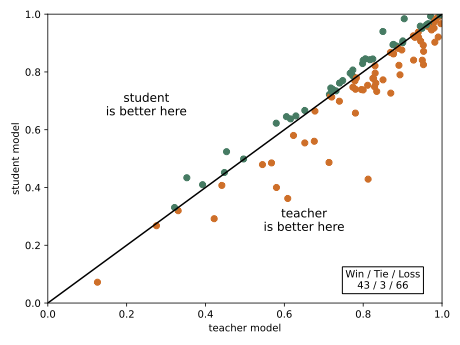 1.0
0.8
0.6
0.4
0.2
0.0
student model
student
is better here
teacher
is better here
Win / Tie / Loss
43 / 3 / 66
0.0 0.2 0.4 0.6 0.8 1.0
teacher model